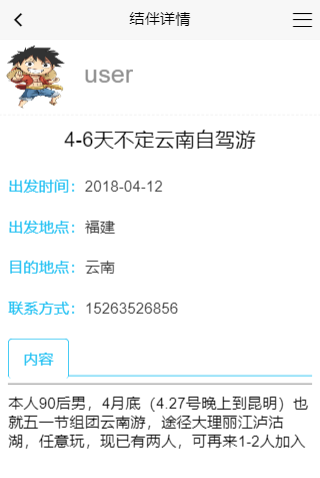 结伴详情
user
4-6天不定云南自驾游
出发时间：2018-04-12
出发地点：福建
目的地点：云南
联系方式：15263526856
内容
本人90后男，4月底（4.27号晚上到昆明）也
就五一节组团云南游，途径大理丽江泸沽
湖，任意玩，现已有两人，可再来1-2人加入